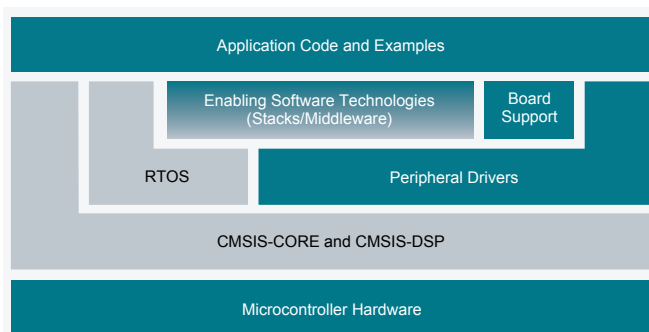 Application Code and Examples
Enabling Software Technologies
(Stacks/Middleware)
Board
Support
RTOS
Peripheral Drivers
CMSIS-CORE and CMSIS-DSP
Microcontroller Hardware